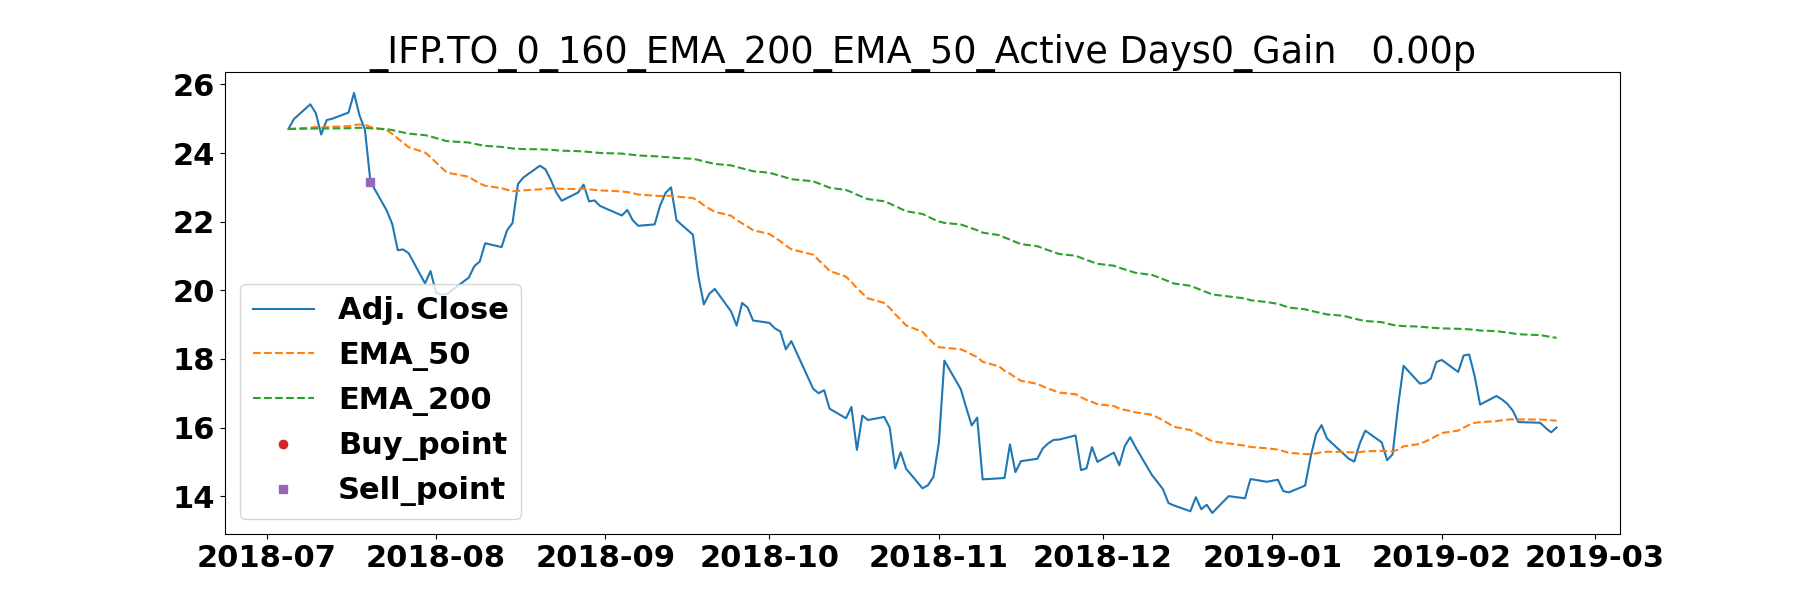 _IFP.TO_0_160_EMA_200_EMA_50_Active Days0_Gain   0.00p
26
24
22
20
18
16
14
Adj. Close
EMA_50
EMA_200
Buy_point
Sell_point
2018-07 2018-08 2018-09 2018-10 2018-11 2018-12 2019-01 2019-02 2019-03